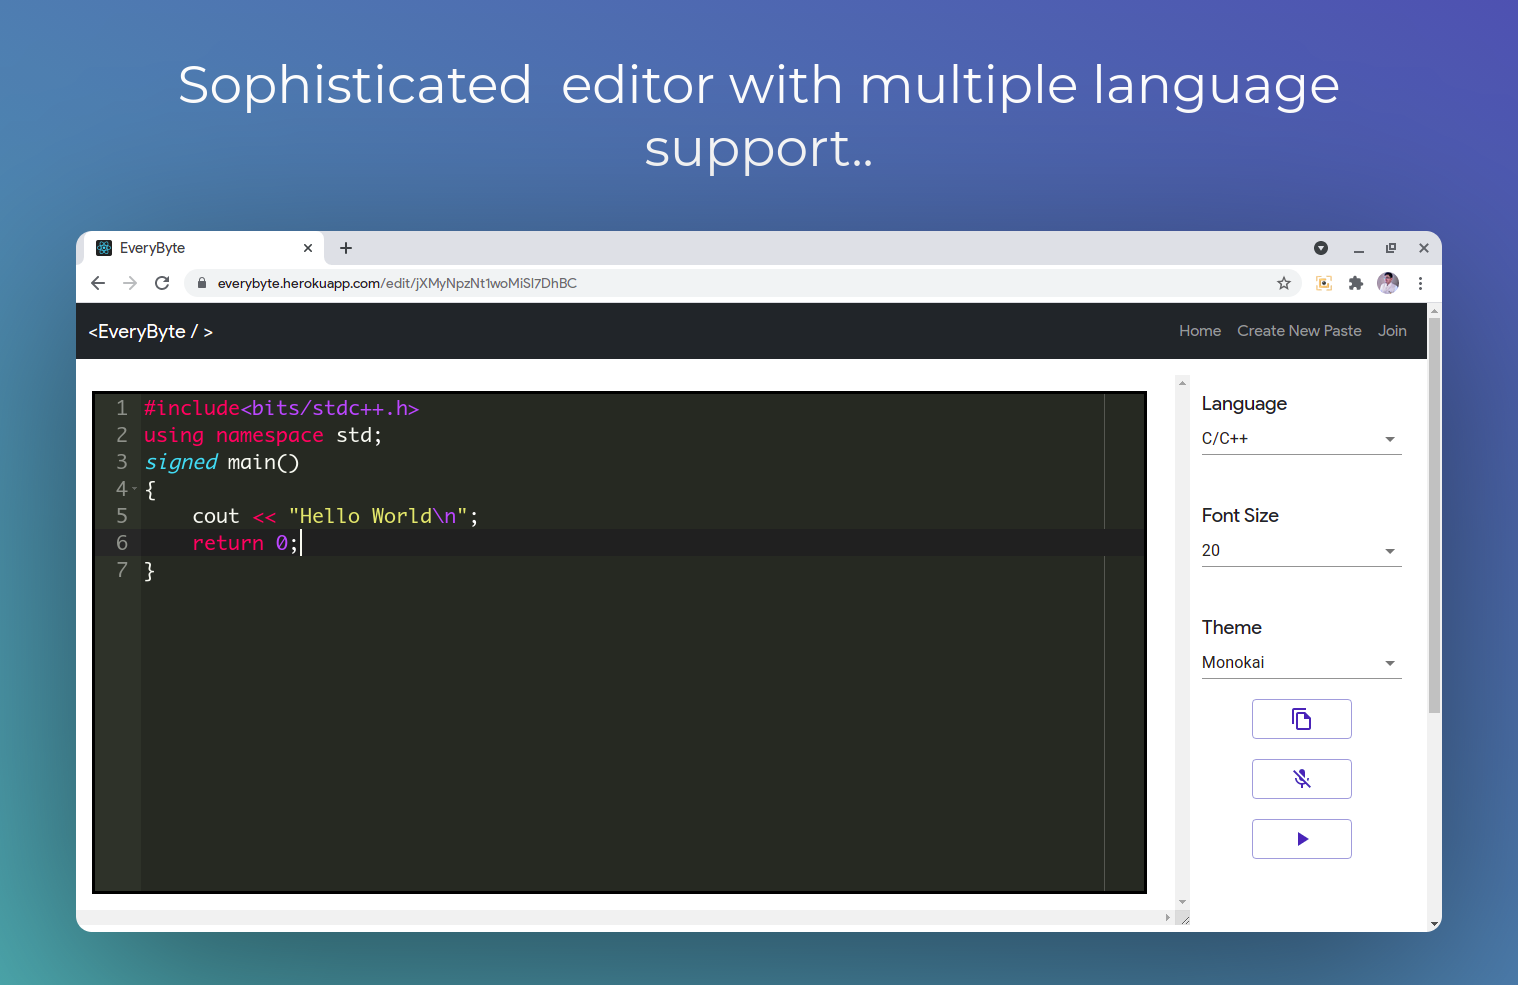 Sophisticated  editor with multiple language
support..
EveryByte
everybyte.herokuapp.com/edit/jXMyNpzNt1woMiSl7DhBC
<EveryByte / >
Home
Create New Paste
Join
1 #include<bits/stdc++.h>
2 using namespace std;
3 signed main()
4 {
5     cout << "Hello World\n";
6     return 0;
7 }
Language
C/C++
Font Size
20
Theme
Monokai